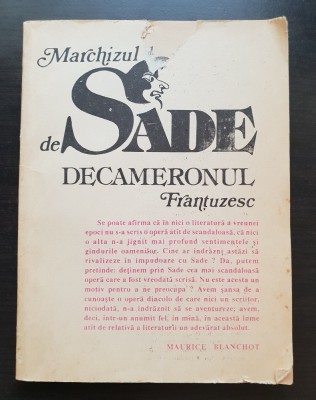 Marchizul
de SADE
DECAMERONUL
Franțuzesc
Se poate afirma că în nici o literatură a vreunei
epoci nu s-a scris o operă atît de scandaloasă, că nici
o alta n-a jignit mai profund sentimentele și
gîndurile oamenilor. Cine ar îndrăzni astăzi să
rivalizeze în impudoare cu Sade ? Da, putem
pretinde: deținem prin Sade cea mai scandaloasă
operă care a fost vreodată scrisă. Nu este acesta un
motiv pentru a ne preocupa ? Avem șansa de a
cunoaște o operă dincolo de care nici un scriitor,
niciodată, n-a îndrăznit să se aventureze; avem,
deci, într-un anumit fel, în mînă, în această lume
atît de relativă a literaturii un adevărat absolut.
MAURICE BLANCHOT